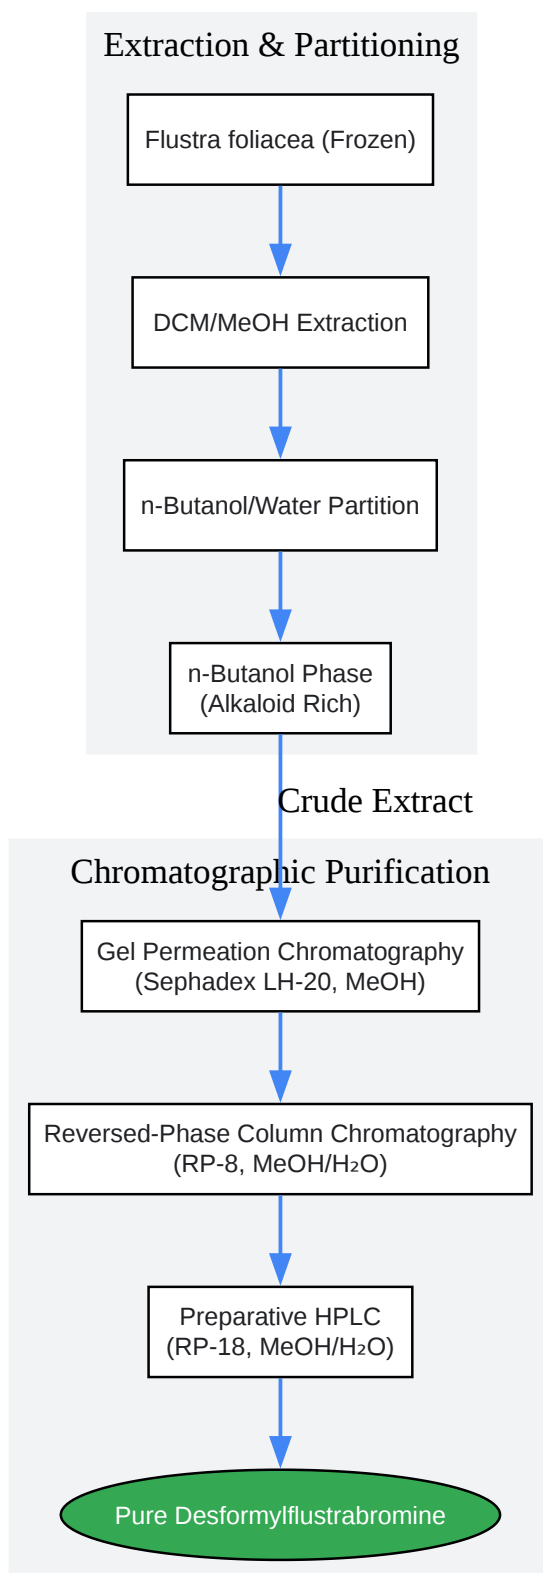 Extraction & Partitioning
Flustra foliacea (Frozen)
DCM/MeOH Extraction
n-Butanol/Water Partition
n-Butanol Phase
(Alkaloid Rich)
Crude Extract
Chromatographic Purification
Gel Permeation Chromatography
(Sephadex LH-20, MeOH)
Reversed-Phase Column Chromatography
(RP-8, MeOH/H₂O)
Preparative HPLC
(RP-18, MeOH/H₂O)
Pure Desformylflustrabromine